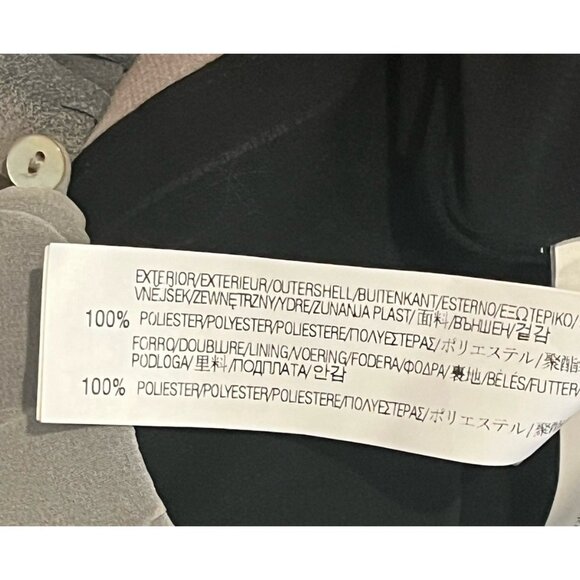 EXTERIOR/EXTERIEUR/OUTERSHELL/BUITENKANT/ESTERNO/ΕΞΩΤΕΡΙΚΟ/
VNĚJŠEK/ZEWNĘTRZNY/YDRE/ZUNANJA PLAST/面料/ВЪНШЕН/겉감
100% POLIESTER/POLYESTER/POLIESTERE/ΠΟΛΥΕΣΤΕΡΑΣ/ポリエステル/聚酯
FORRO/DOUBLURE/LINING/VOERING/FODERA/ΦΟΔΡΑ/裏地/BÉLÉS/FUTTER/
PODLOGA/里料/ПОДПЛАТА/안감
100% POLIESTER/POLYESTER/POLIESTERE/ΠΟΛΥΕΣΤΕΡΑΣ/ポリエステル/聚